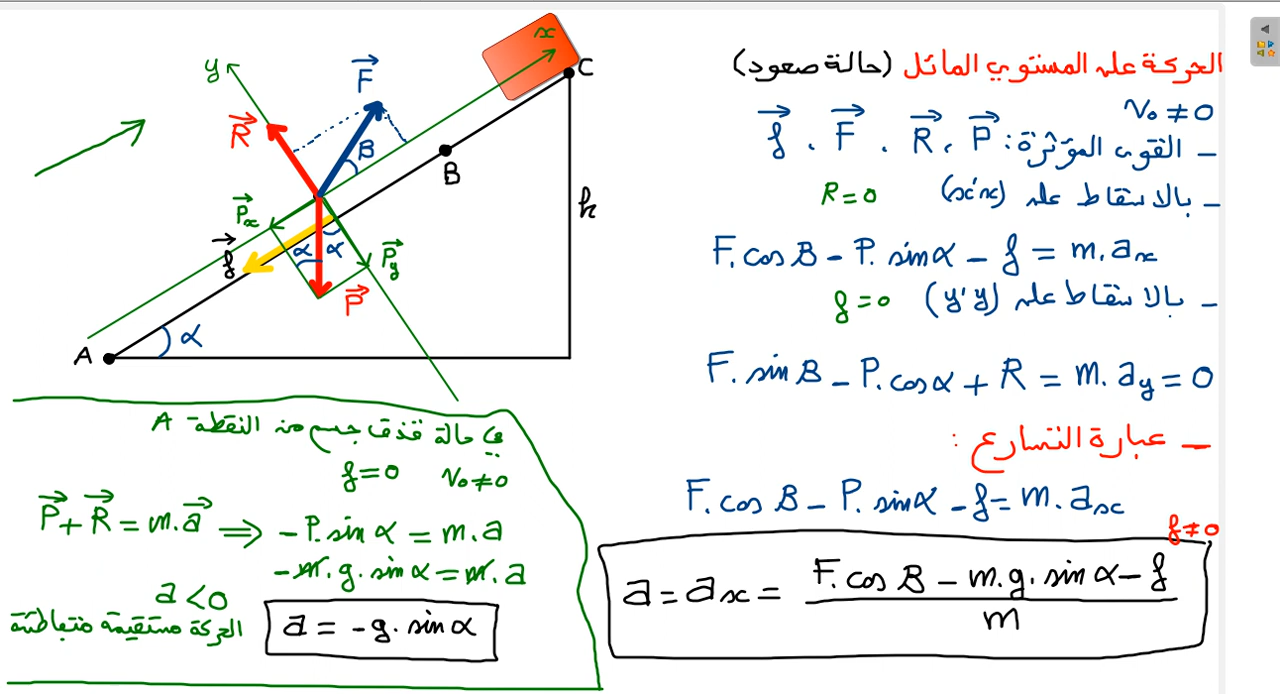 الحركة على المستوي المائل (حالة صعود)
V₀ ≠ 0
- القوى المؤثرة: P⃗ ، R⃗ ، F⃗ ، f⃗
- بالاسقاط على (x'x) R = 0
F. cos B - P. sin α - f = m. aₓ
- بالاسقاط على (y'y) f = 0
F. sin B - P. cos α + R = m. a_y = 0
- عبارة التسارع :
F. cos B - P. sin α - f = m. aₓ
f ≠ 0
a = aₓ = (F. cos B - m. g. sin α - f) / m
y
x
C
F⃗
R⃗
B
B
h
P⃗ₓ
f⃗
α
α
P⃗_y
P⃗
A
α
في حالة قذف جسم من النقطة A
f = 0 V₀ ≠ 0
P⃗ + R⃗ = m. a⃗ ⇒ - P. sin α = m. a
- m. g. sin α = m. a
a < 0
الحركة مستقيمة متباطئة
a = - g. sin α